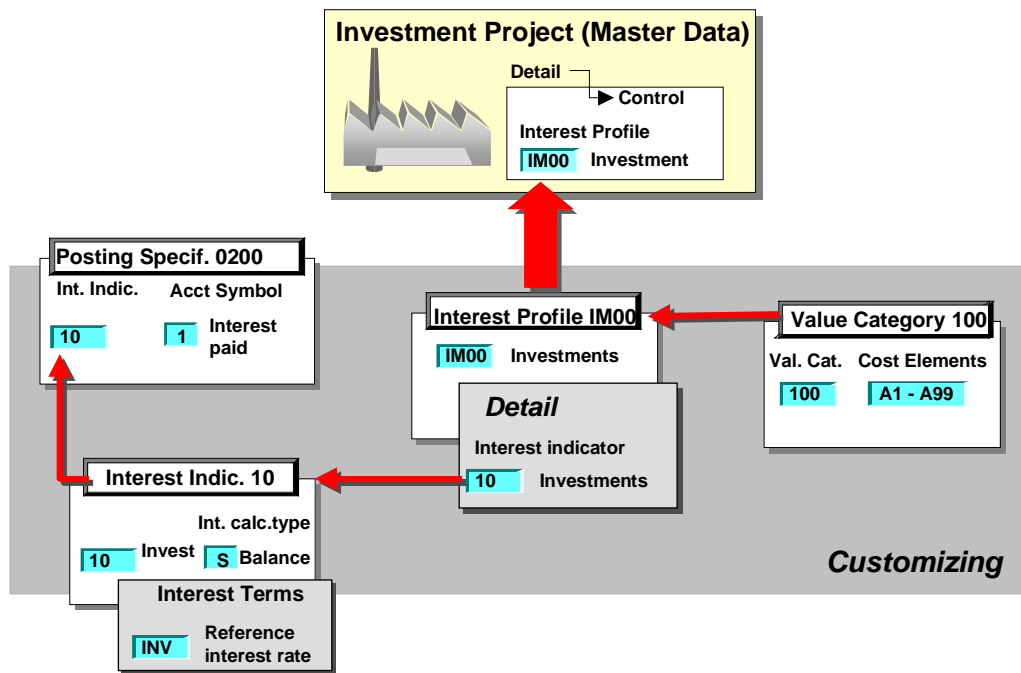 Investment Project (Master Data)
Detail
Control
Interest Profile
IM00 Investment
Posting Specif. 0200
Int. Indic. Acct Symbol
10 1 Interest
paid
Interest Profile IM00
IM00 Investments
Detail
Interest indicator
10 Investments
Value Category 100
Val. Cat. Cost Elements
100 A1 - A99
Interest Indic. 10
Int. calc.type
10 Invest S Balance
Interest Terms
INV Reference
interest rate
Customizing